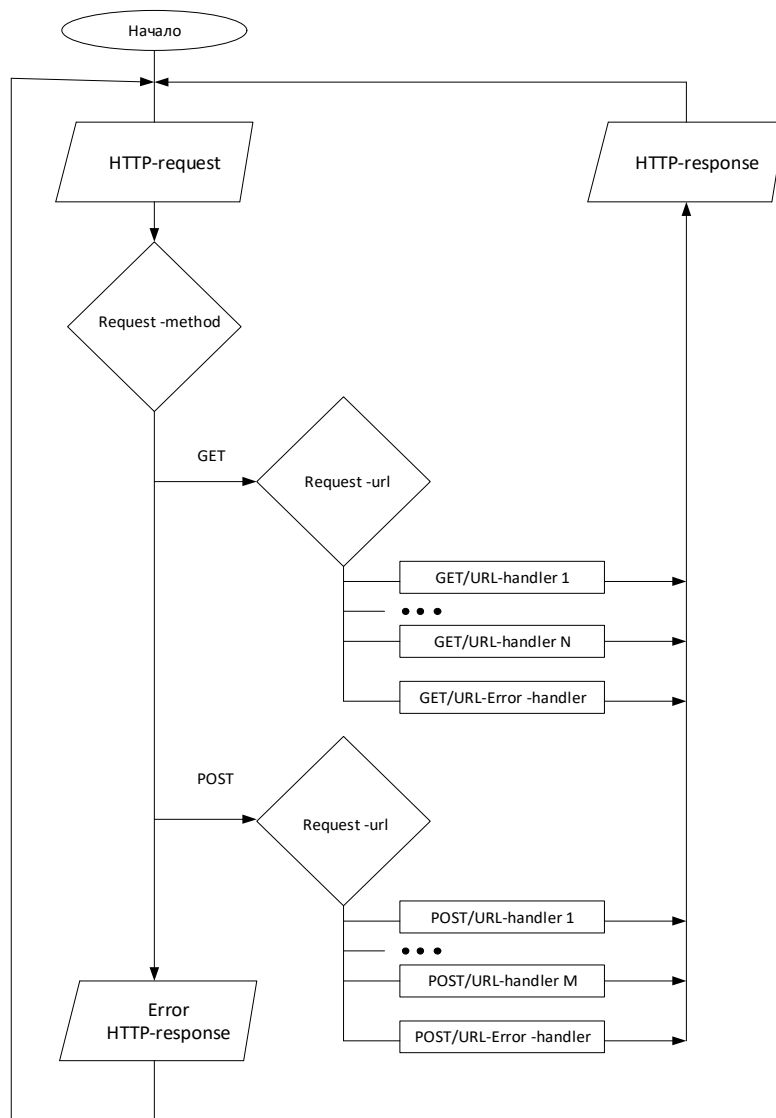 Начало
HTTP-request
HTTP-response
Request -method
GET
Request -url
GET/URL-handler 1
GET/URL-handler N
GET/URL-Error -handler
POST
Request -url
POST/URL-handler 1
POST/URL-handler M
POST/URL-Error -handler
Error
HTTP-response